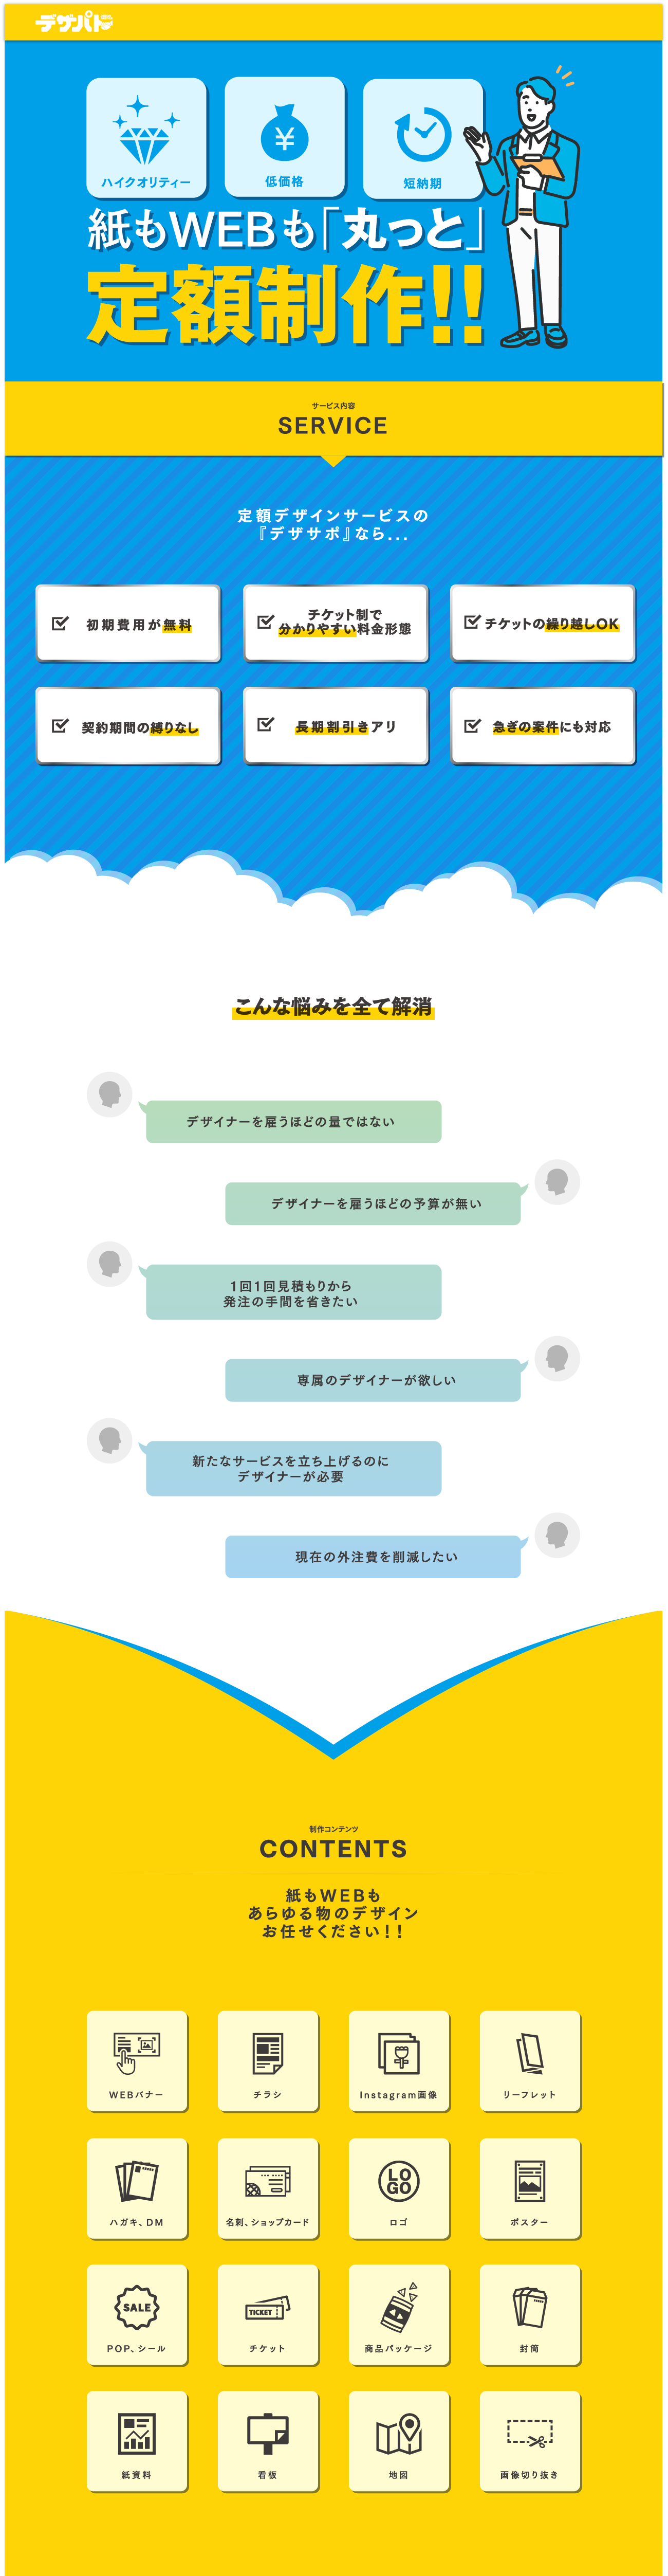 デザパト
ハイクオリティー
低価格
短納期
紙もWEBも「丸っと」
定額制作!!
サービス内容
SERVICE
定額デザインサービスの
『デザサポ』なら...
初期費用が無料
チケット制で
分かりやすい料金形態
チケットの繰り越しOK
契約期間の縛りなし
長期割引きアリ
急ぎの案件にも対応
こんな悩みを全て解消
デザイナーを雇うほどの量ではない
デザイナーを雇うほどの予算が無い
1回1回見積もりから
発注の手間を省きたい
専属のデザイナーが欲しい
新たなサービスを立ち上げるのに
デザイナーが必要
現在の外注費を削減したい
制作コンテンツ
CONTENTS
紙もWEBも
あらゆる物のデザイン
お任せください!!
WEBバナー
チラシ
Instagram画像
リーフレット
ハガキ、DM
名刺、ショップカード
LO
GO
ロゴ
ポスター
SALE
POP、シール
TICKET
チケット
商品パッケージ
封筒
紙資料
看板
地図
画像切り抜き